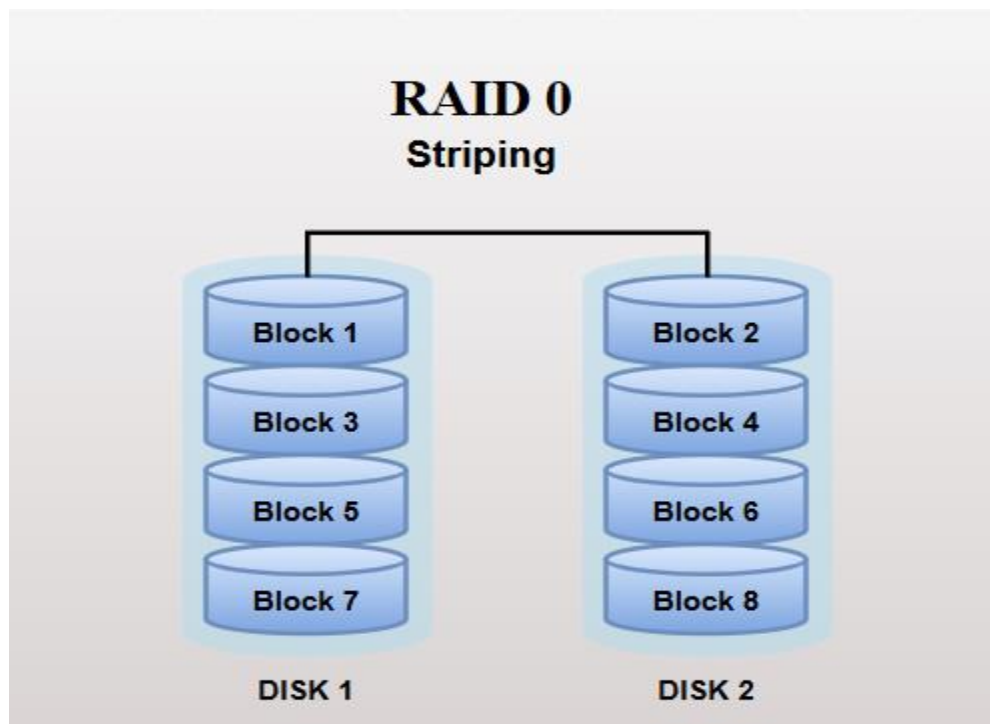 RAID 0
Striping
Block 1
Block 2
Block 3
Block 4
Block 5
Block 6
Block 7
Block 8
DISK 1
DISK 2